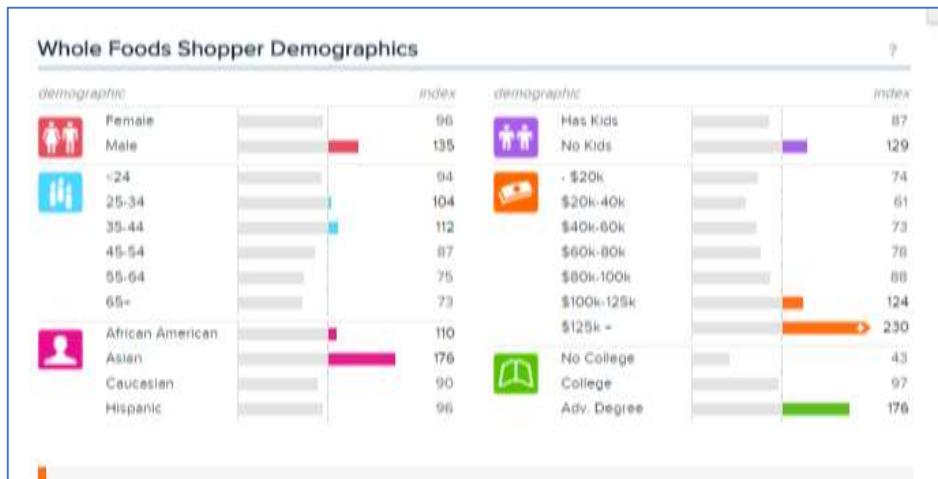 Whole Foods Shopper Demographics ?
demographic index
Female 96
Male 135
<24 94
25-34 104
35-44 112
45-54 87
55-64 75
65+ 73
African American 110
Asian 176
Caucasian 90
Hispanic 96
demographic index
Has Kids 87
No Kids 129
- $20k 74
$20k-40k 61
$40k-60k 73
$60k-80k 78
$80k-100k 88
$100k-125k 124
$125k + 230
No College 43
College 97
Adv. Degree 176